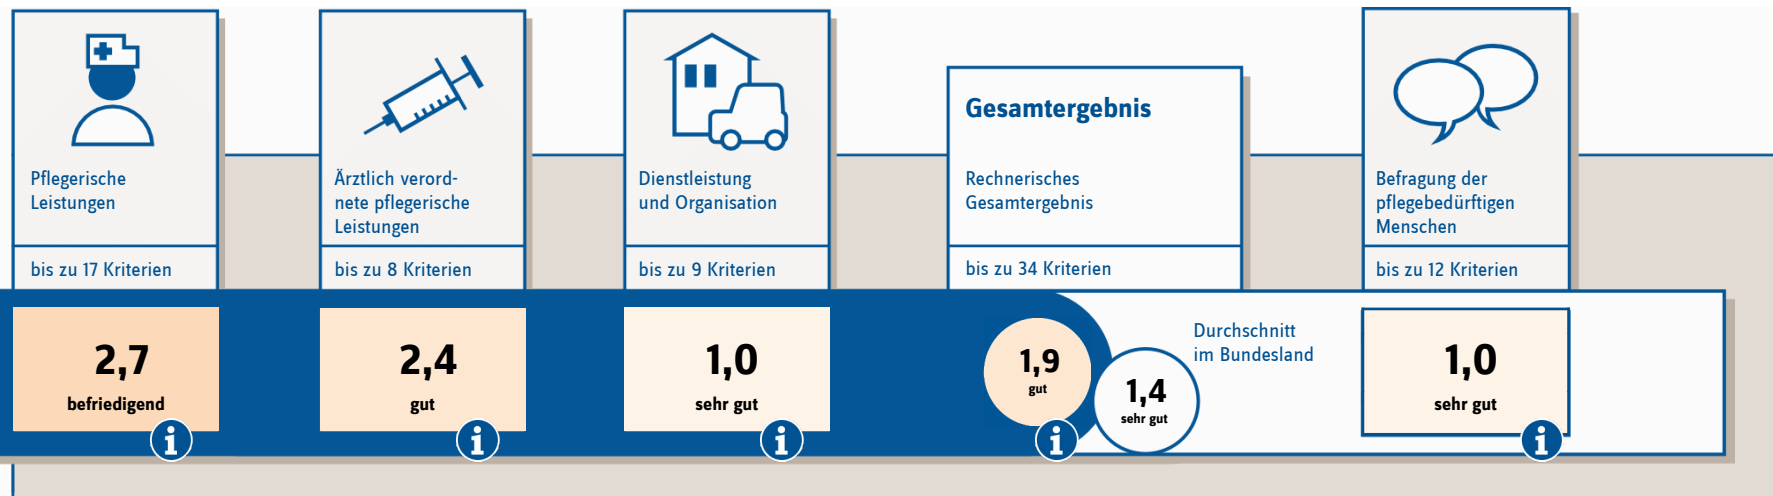 Pflegerische
Leistungen
bis zu 17 Kriterien
2,7
befriedigend
i
Ärztlich verord-
nete pflegerische
Leistungen
bis zu 8 Kriterien
2,4
gut
i
Dienstleistung
und Organisation
bis zu 9 Kriterien
1,0
sehr gut
i
Gesamtergebnis
Rechnerisches
Gesamtergebnis
bis zu 34 Kriterien
1,9
gut
i
1,4
sehr gut
Durchschnitt
im Bundesland
Befragung der
pflegebedürftigen
Menschen
bis zu 12 Kriterien
1,0
sehr gut
i